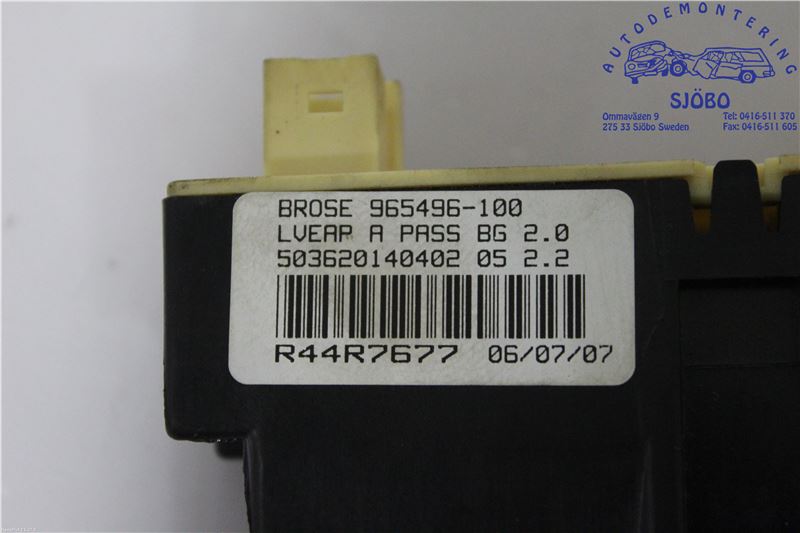 AUTODEMONTERING
SJÖBO
Ommavägen 9
275 33 Sjöbo Sweden
Tel: 0416-511 370
Fax: 0416-511 605
BROSE 965496-100
LVEAR A PASS BG 2.0
503620140402 05 2.2
R44R7677 06/07/07